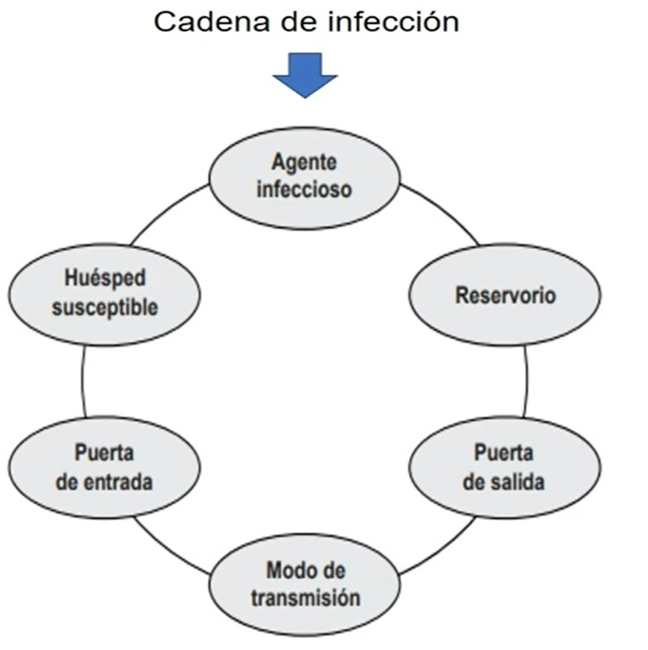 Cadena de infección
Agente
infeccioso
Huésped
susceptible
Reservorio
Puerta
de entrada
Puerta
de salida
Modo de
transmisión